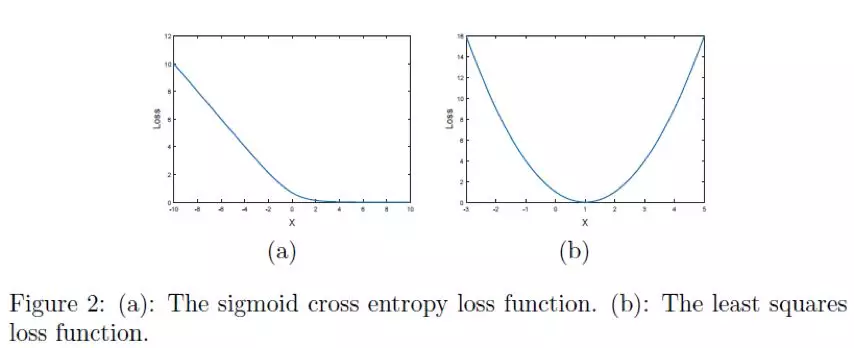 12
10
8
6
4
2
0
Loss
-10 -8 -6 -4 -2 0 2 4 6 8 10
X
(a)
16
14
12
10
8
6
4
2
0
Loss
-3 -2 -1 0 1 2 3 4 5
X
(b)
Figure 2: (a): The sigmoid cross entropy loss function. (b): The least squares
loss function.